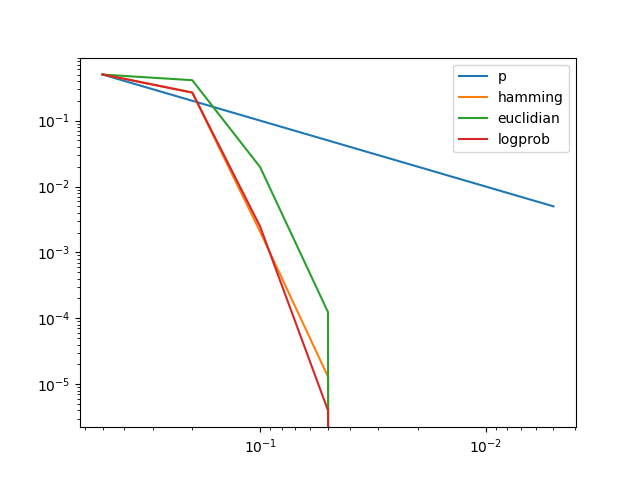 p
hamming
euclidian
logprob
10⁻¹
10⁻²
10⁻³
10⁻⁴
10⁻⁵
10⁻¹
10⁻²